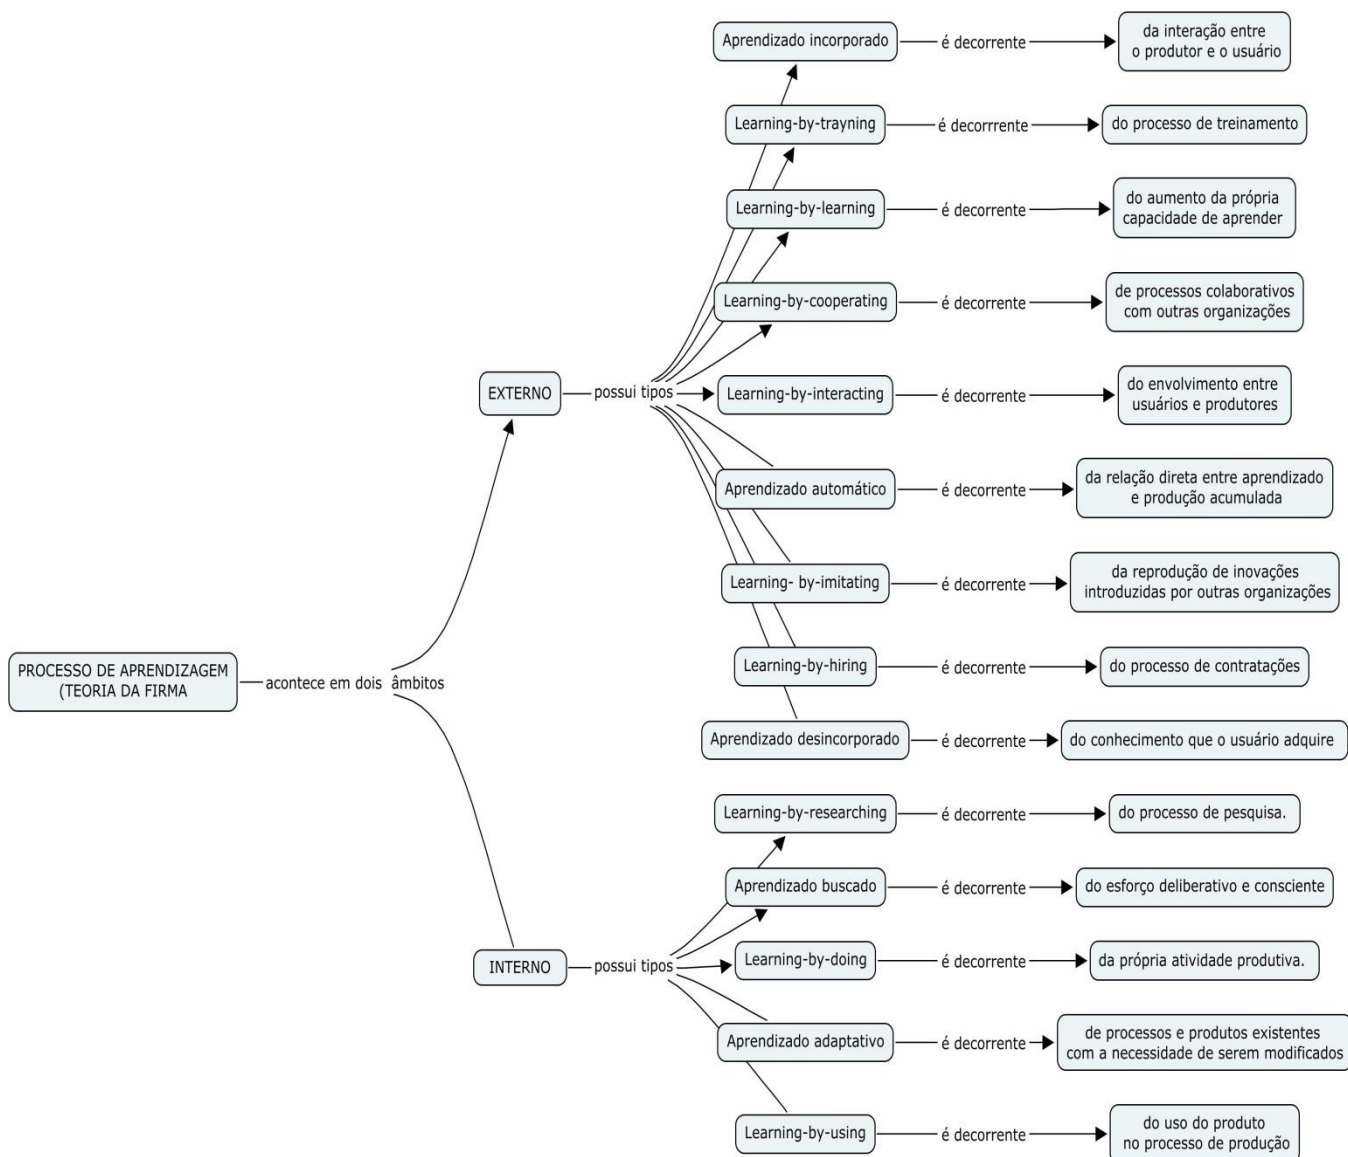 Aprendizado incorporado
é decorrente
da interação entre
o produtor e o usuário
Learning-by-trayning
é decorrrente
do processo de treinamento
Learning-by-learning
é decorrente
do aumento da própria
capacidade de aprender
Learning-by-cooperating
é decorrente
de processos colaborativos
com outras organizações
EXTERNO
possui tipos
Learning-by-interacting
é decorrente
do envolvimento entre
usuários e produtores
Aprendizado automático
é decorrente
da relação direta entre aprendizado
e produção acumulada
Learning- by-imitating
é decorrente
da reprodução de inovações
introduzidas por outras organizações
PROCESSO DE APRENDIZAGEM
(TEORIA DA FIRMA
acontece em dois âmbitos
Learning-by-hiring
é decorrente
do processo de contratações
Aprendizado desincorporado
é decorrente
do conhecimento que o usuário adquire
Learning-by-researching
é decorrente
do processo de pesquisa.
Aprendizado buscado
é decorrente
do esforço deliberativo e consciente
INTERNO
possui tipos
Learning-by-doing
é decorrente
da própria atividade produtiva.
Aprendizado adaptativo
é decorrente
de processos e produtos existentes
com a necessidade de serem modificados
Learning-by-using
é decorrente
do uso do produto
no processo de produção